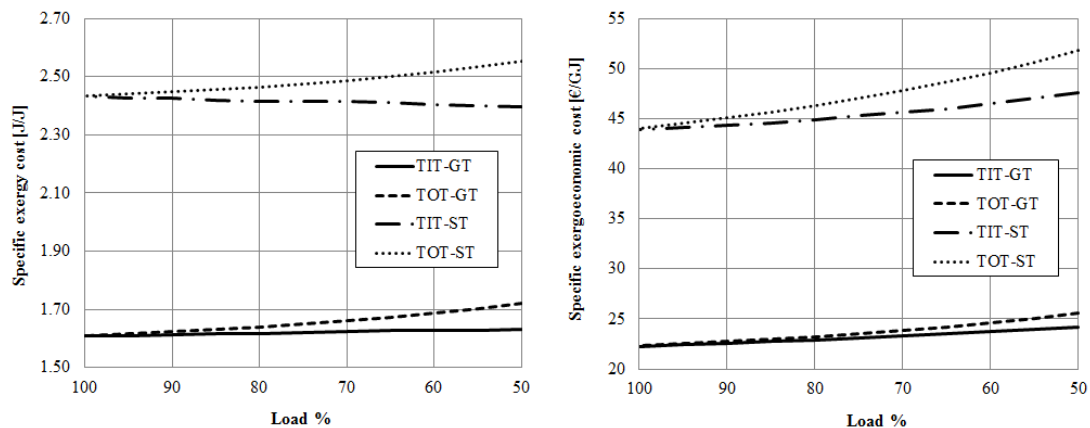 Specific exergy cost [J/J]
2.70
2.50
2.30
2.10
1.90
1.70
1.50
100 90 80 70 60 50
Load %
TIT-GT
TOT-GT
TIT-ST
TOT-ST
Specific exergoeconomic cost [€/GJ]
55
50
45
40
35
30
25
20
100 90 80 70 60 50
Load %
TIT-GT
TOT-GT
TIT-ST
TOT-ST